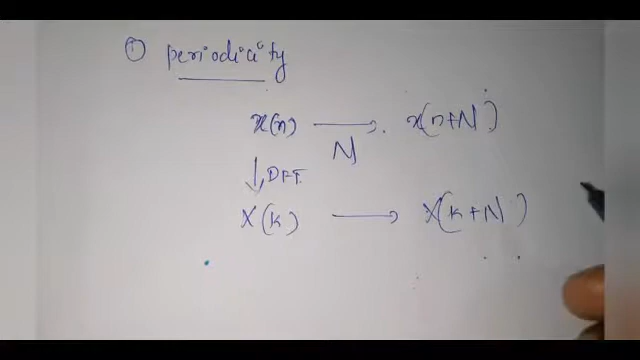 ① periodicity
x(n) → x(n+N)
N
↓ DFT
X(k) → X(k+N)